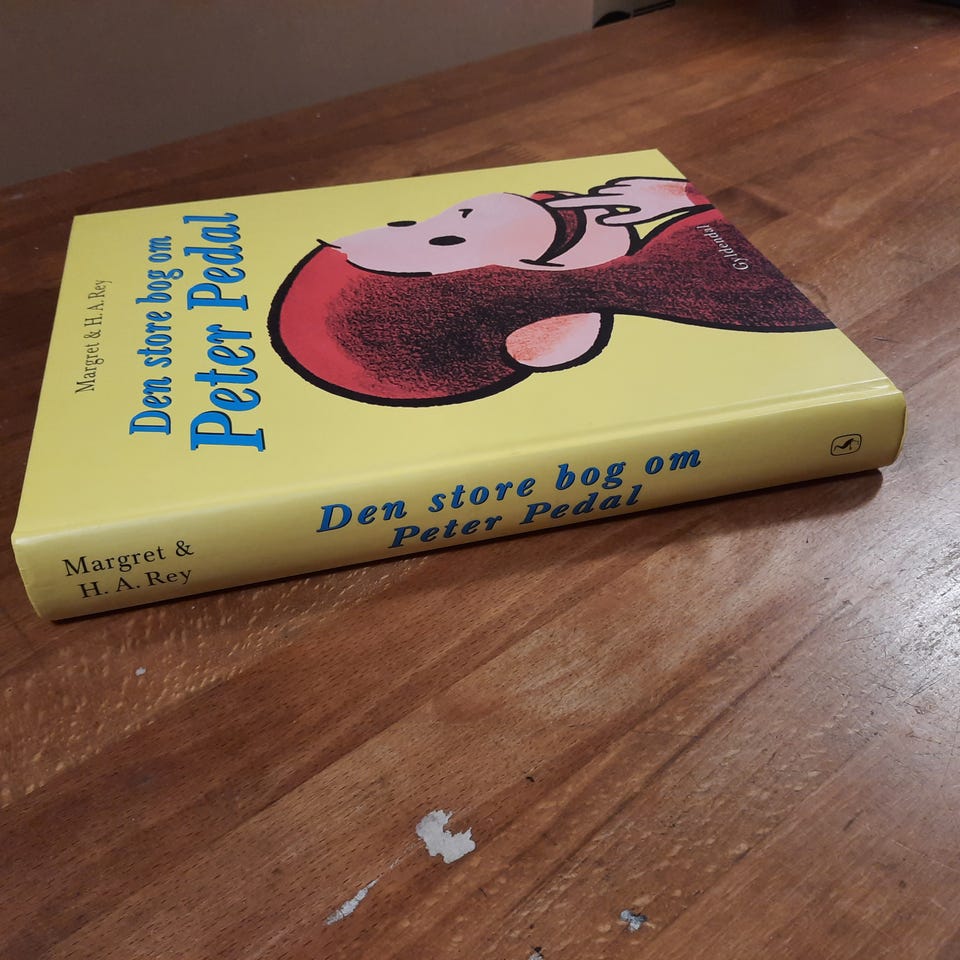 Margret & H. A. Rey
Den store bog om
Peter Pedal
Gyldendal
Margret &
H. A. Rey
Den store bog om
Peter Pedal